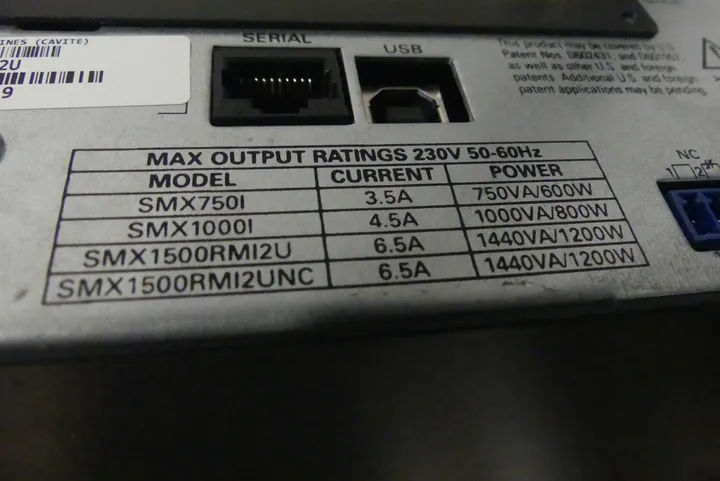 INES (CAVITE)
2U
9
SERIAL
USB
This product may be covered by U.S.
as well as other U.S. and foreign
patents. Additional U.S. and foreign
patent applications may be pending.
NC
1 2
MAX OUTPUT RATINGS 230V 50-60Hz
MODEL CURRENT POWER
SMX750I 3.5A 750VA/600W
SMX1000I 4.5A 1000VA/800W
SMX1500RMI2U 6.5A 1440VA/1200W
SMX1500RMI2UNC 6.5A 1440VA/1200W